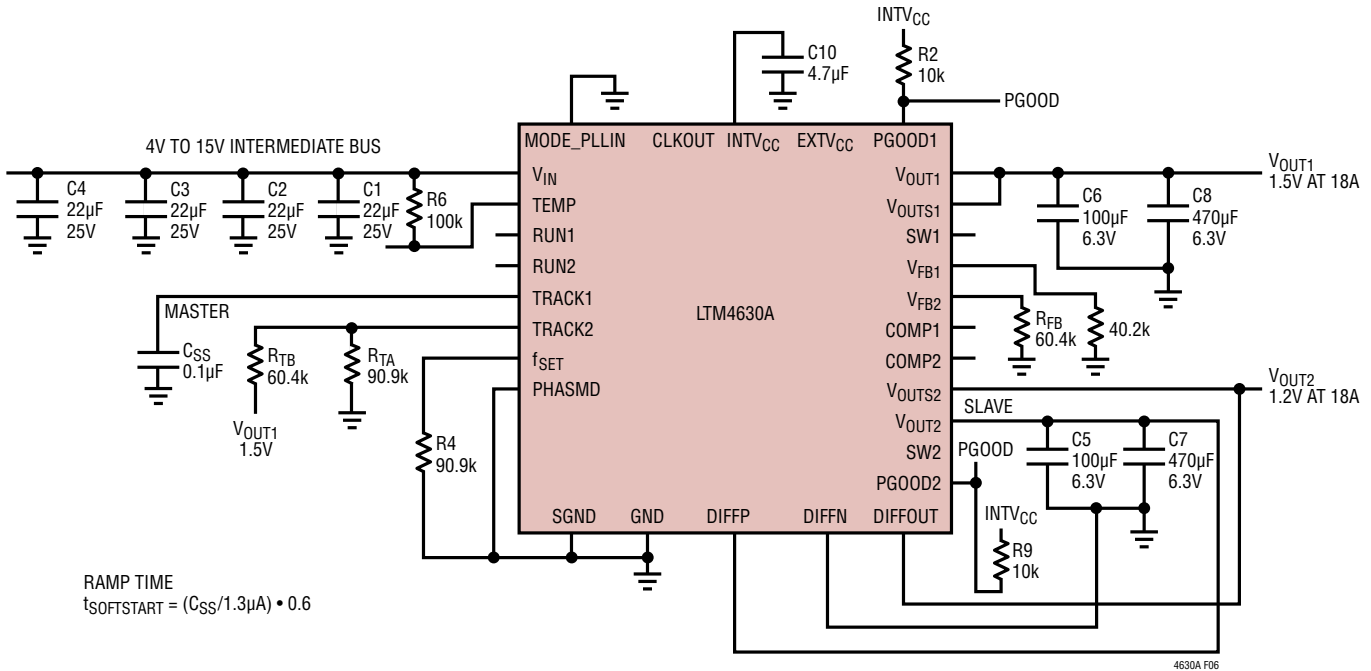 INTVCC
C10
4.7µF
R2
10k
PGOOD
4V TO 15V INTERMEDIATE BUS
MODE_PLLIN
CLKOUT
INTVCC
EXTVCC
PGOOD1
C4
22µF
25V
C3
22µF
25V
C2
22µF
25V
C1
22µF
25V
R6
100k
VIN
TEMP
RUN1
RUN2
TRACK1
TRACK2
fSET
PHASMD
LTM4630A
VOUT1
VOUTS1
SW1
VFB1
VFB2
COMP1
COMP2
VOUTS2
VOUT2
SW2
PGOOD2
SGND
GND
DIFFP
DIFFN
DIFFOUT
VOUT1
1.5V AT 18A
C6
100µF
6.3V
C8
470µF
6.3V
RFB
60.4k
40.2k
MASTER
CSS
0.1µF
RTB
60.4k
RTA
90.9k
VOUT1
1.5V
R4
90.9k
VOUT2
1.2V AT 18A
SLAVE
C5
100µF
6.3V
C7
470µF
6.3V
PGOOD
INTVCC
R9
10k
RAMP TIME
tSOFTSTART = (CSS/1.3µA) • 0.6
4630A F06